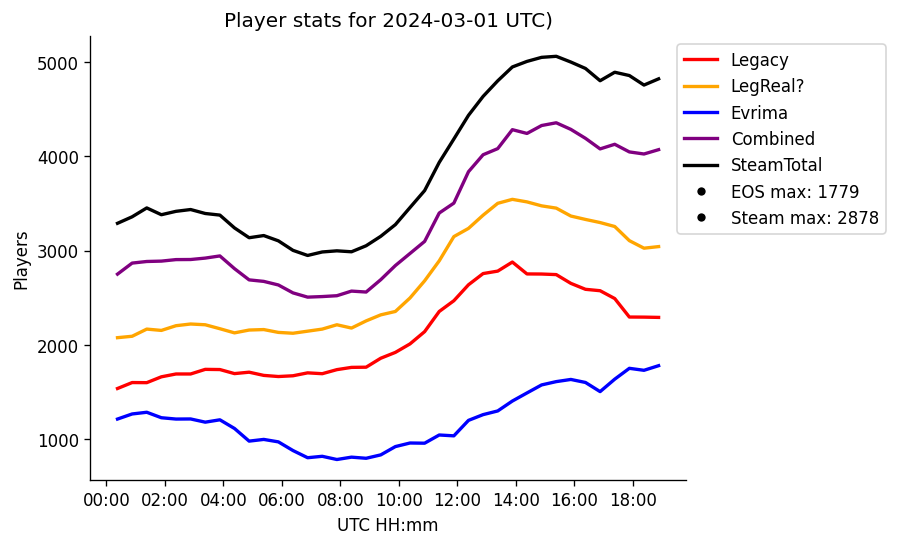 Player stats for 2024-03-01 UTC)
Players
5000
4000
3000
2000
1000
00:00 02:00 04:00 06:00 08:00 10:00 12:00 14:00 16:00 18:00
UTC HH:mm
Legacy
LegReal?
Evrima
Combined
SteamTotal
EOS max: 1779
Steam max: 2878